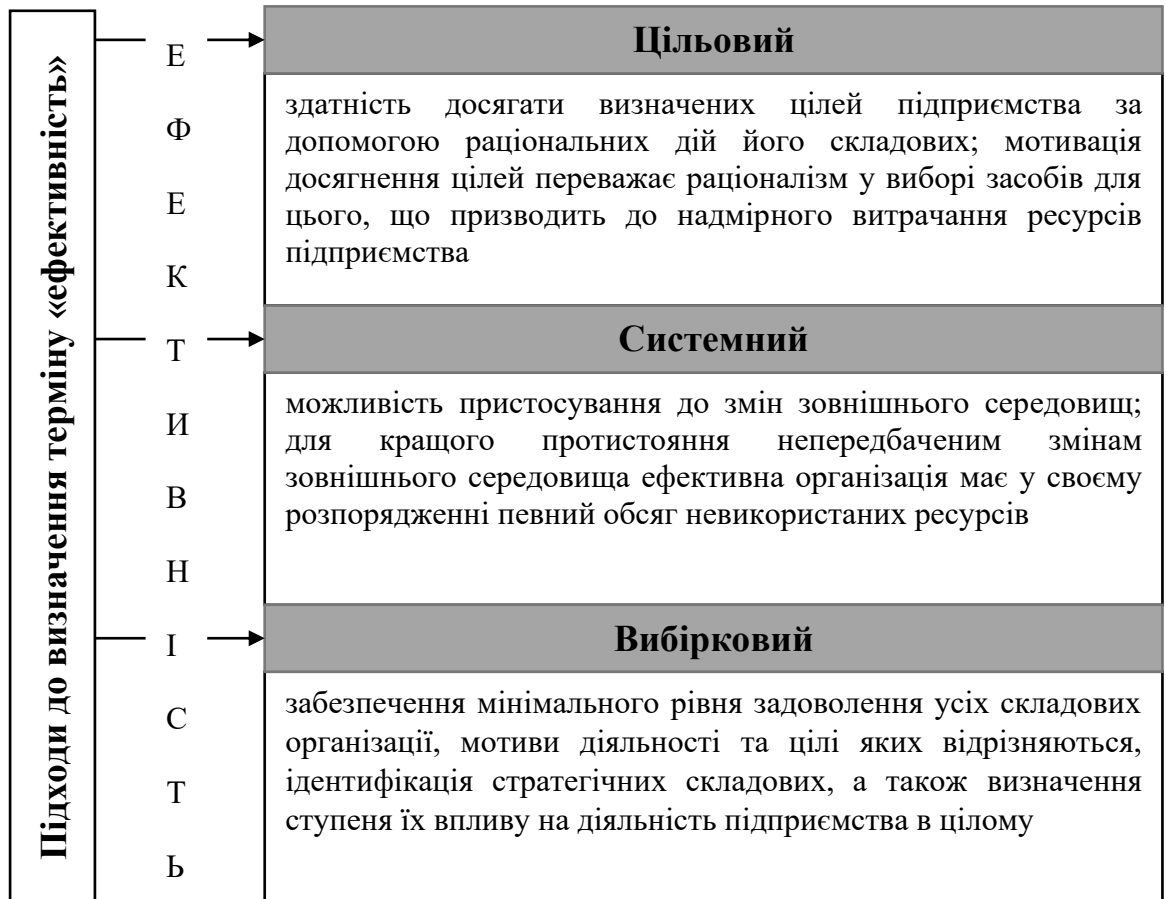 Підходи до визначення терміну «ефективність»
Е
Ф
Е
К
Т
И
В
Н
І
С
Т
Ь
Цільовий
здатність досягати визначених цілей підприємства за
допомогою раціональних дій його складових; мотивація
досягнення цілей переважає раціоналізм у виборі засобів для
цього, що призводить до надмірного витрачання ресурсів
підприємства
Системний
можливість пристосування до змін зовнішнього середовищ;
для кращого протистояння непередбаченим змінам
зовнішнього середовища ефективна організація має у своєму
розпорядженні певний обсяг невикористаних ресурсів
Вибірковий
забезпечення мінімального рівня задоволення усіх складових
організації, мотиви діяльності та цілі яких відрізняються,
ідентифікація стратегічних складових, а також визначення
ступеня їх впливу на діяльність підприємства в цілому